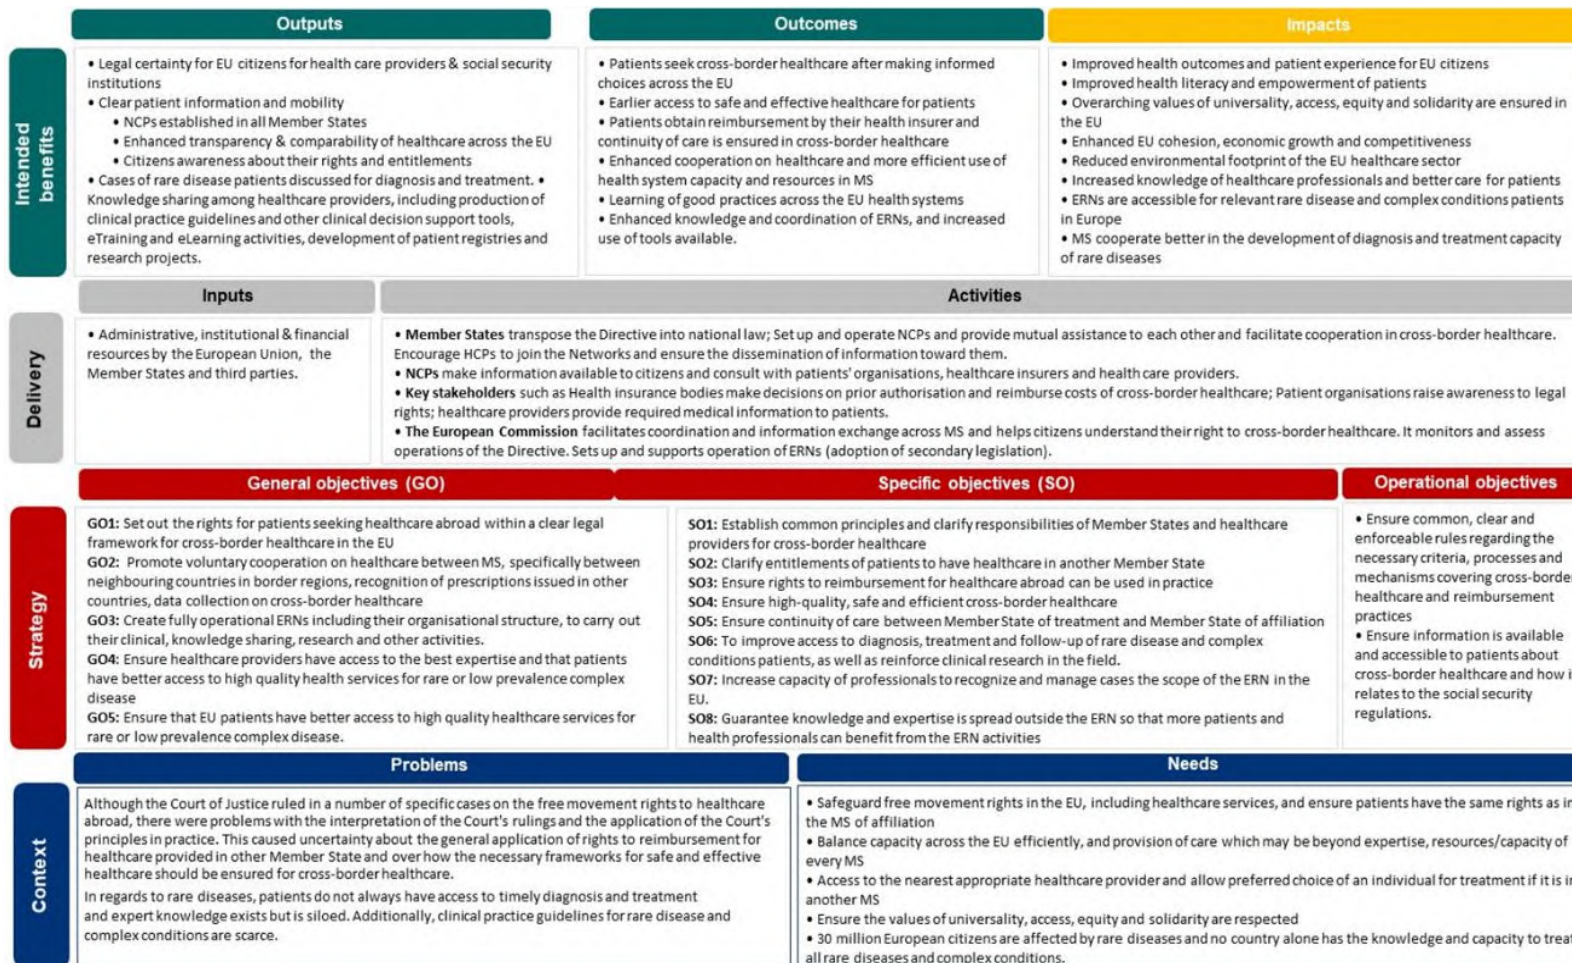 Outputs
Outcomes
Impacts
Intended
benefits
• Legal certainty for EU citizens for health care providers & social security
institutions
• Clear patient information and mobility
• NCPs established in all Member States
• Enhanced transparency & comparability of healthcare across the EU
• Citizens awareness about their rights and entitlements
• Cases of rare disease patients discussed for diagnosis and treatment. •
Knowledge sharing among healthcare providers, including production of
clinical practice guidelines and other clinical decision support tools,
eTraining and eLearning activities, development of patient registries and
research projects.
• Patients seek cross-border healthcare after making informed
choices across the EU
• Earlier access to safe and effective healthcare for patients
• Patients obtain reimbursement by their health insurer and
continuity of care is ensured in cross-border healthcare
• Enhanced cooperation on healthcare and more efficient use of
health system capacity and resources in MS
• Learning of good practices across the EU health systems
• Enhanced knowledge and coordination of ERNs, and increased
use of tools available.
• Improved health outcomes and patient experience for EU citizens
• Improved health literacy and empowerment of patients
• Overarching values of universality, access, equity and solidarity are ensured in
the EU
• Enhanced EU cohesion, economic growth and competitiveness
• Reduced environmental footprint of the EU healthcare sector
• Increased knowledge of healthcare professionals and better care for patients
• ERNs are accessible for relevant rare disease and complex conditions patients
in Europe
• MS cooperate better in the development of diagnosis and treatment capacity
of rare diseases
Inputs
Activities
Delivery
• Administrative, institutional & financial
resources by the European Union, the
Member States and third parties.
• Member States transpose the Directive into national law; Set up and operate NCPs and provide mutual assistance to each other and facilitate cooperation in cross-border healthcare.
Encourage HCPs to join the Networks and ensure the dissemination of information toward them.
• NCPs make information available to citizens and consult with patients' organisations, healthcare insurers and health care providers.
• Key stakeholders such as Health insurance bodies make decisions on prior authorisation and reimburse costs of cross-border healthcare; Patient organisations raise awareness to legal
rights; healthcare providers provide required medical information to patients.
• The European Commission facilitates coordination and information exchange across MS and helps citizens understand their right to cross-border healthcare. It monitors and assess
operations of the Directive. Sets up and supports operation of ERNs (adoption of secondary legislation).
General objectives (GO)
Specific objectives (SO)
Operational objectives
Strategy
GO1: Set out the rights for patients seeking healthcare abroad within a clear legal
framework for cross-border healthcare in the EU
GO2: Promote voluntary cooperation on healthcare between MS, specifically between
neighbouring countries in border regions, recognition of prescriptions issued in other
countries, data collection on cross-border healthcare
GO3: Create fully operational ERNs including their organisational structure, to carry out
their clinical, knowledge sharing, research and other activities.
GO4: Ensure healthcare providers have access to the best expertise and that patients
have better access to high quality health services for rare or low prevalence complex
disease
GO5: Ensure that EU patients have better access to high quality healthcare services for
rare or low prevalence complex disease.
SO1: Establish common principles and clarify responsibilities of Member States and healthcare
providers for cross-border healthcare
SO2: Clarify entitlements of patients to have healthcare in another Member State
SO3: Ensure rights to reimbursement for healthcare abroad can be used in practice
SO4: Ensure high-quality, safe and efficient cross-border healthcare
SO5: Ensure continuity of care between Member State of treatment and Member State of affiliation
SO6: To improve access to diagnosis, treatment and follow-up of rare disease and complex
conditions patients, as well as reinforce clinical research in the field.
SO7: Increase capacity of professionals to recognize and manage cases the scope of the ERN in the
EU.
SO8: Guarantee knowledge and expertise is spread outside the ERN so that more patients and
health professionals can benefit from the ERN activities
• Ensure common, clear and
enforceable rules regarding the
necessary criteria, processes and
mechanisms covering cross-border
healthcare and reimbursement
practices
• Ensure information is available
and accessible to patients about
cross-border healthcare and how i
relates to the social security
regulations.
Problems
Needs
Context
Although the Court of Justice ruled in a number of specific cases on the free movement rights to healthcare
abroad, there were problems with the interpretation of the Court's rulings and the application of the Court's
principles in practice. This caused uncertainty about the general application of rights to reimbursement for
healthcare provided in other Member State and over how the necessary frameworks for safe and effective
healthcare should be ensured for cross-border healthcare.
In regards to rare diseases, patients do not always have access to timely diagnosis and treatment
and expert knowledge exists but is siloed. Additionally, clinical practice guidelines for rare disease and
complex conditions are scarce.
• Safeguard free movement rights in the EU, including healthcare services, and ensure patients have the same rights as in
the MS of affiliation
• Balance capacity across the EU efficiently, and provision of care which may be beyond expertise, resources/capacity of
every MS
• Access to the nearest appropriate healthcare provider and allow preferred choice of an individual for treatment if it is in
another MS
• Ensure the values of universality, access, equity and solidarity are respected
• 30 million European citizens are affected by rare diseases and no country alone has the knowledge and capacity to treat
all rare diseases and complex conditions.